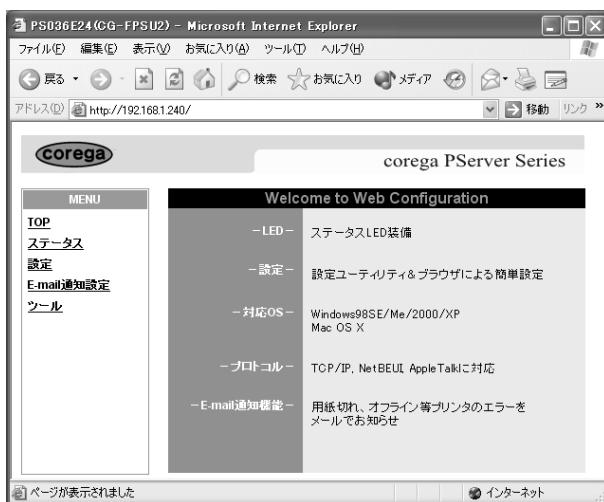 PS036E24(CG-FPSU2) - Microsoft Internet Explorer
ファイル(F) 編集(E) 表示(V) お気に入り(A) ツール(T) ヘルプ(H)
戻る 検索 お気に入り メディア
アドレス(D) http://192.168.1.240/ 移動 リンク »
corega
corega PServer Series
MENU
TOP
ステータス
設定
E-mail通知設定
ツール
Welcome to Web Configuration
－LED－ ステータスLED装備
－設定－ 設定ユーティリティ&ブラウザによる簡単設定
－対応OS－ Windows98SE/Me/2000/XP
Mac OS X
－プロトコル－ TCP/IP, NetBEUI, AppleTalkに対応
－E-mail通知機能－ 用紙切れ、オフライン等プリンタのエラーを
メールでお知らせ
ページが表示されました インターネット